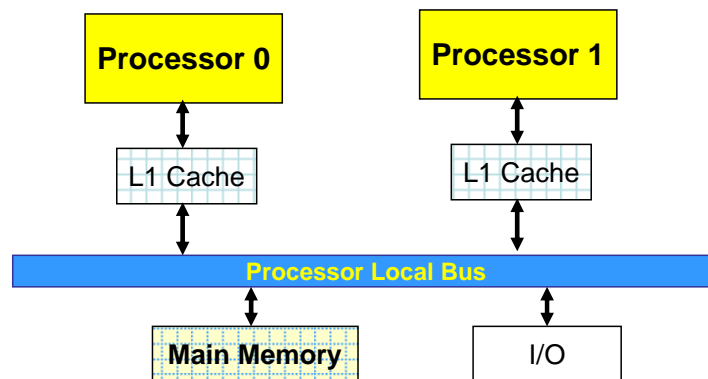 Processor 0
Processor 1
L1 Cache
L1 Cache
Processor Local Bus
Main Memory
I/O